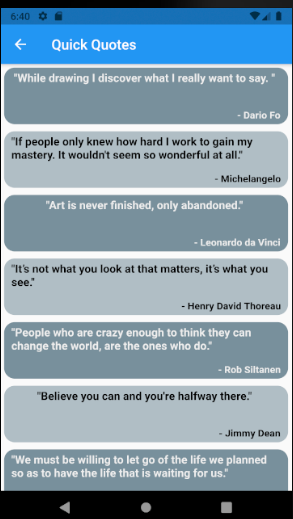 6:40
Quick Quotes
"While drawing I discover what I really want to say. "
- Dario Fo
"If people only knew how hard I work to gain my
mastery. It wouldn't seem so wonderful at all."
- Michelangelo
"Art is never finished, only abandoned."
- Leonardo da Vinci
"It's not what you look at that matters, it's what you
see."
- Henry David Thoreau
"People who are crazy enough to think they can
change the world, are the ones who do."
- Rob Siltanen
"Believe you can and you're halfway there."
- Jimmy Dean
"We must be willing to let go of the life we planned
so as to have the life that is waiting for us."